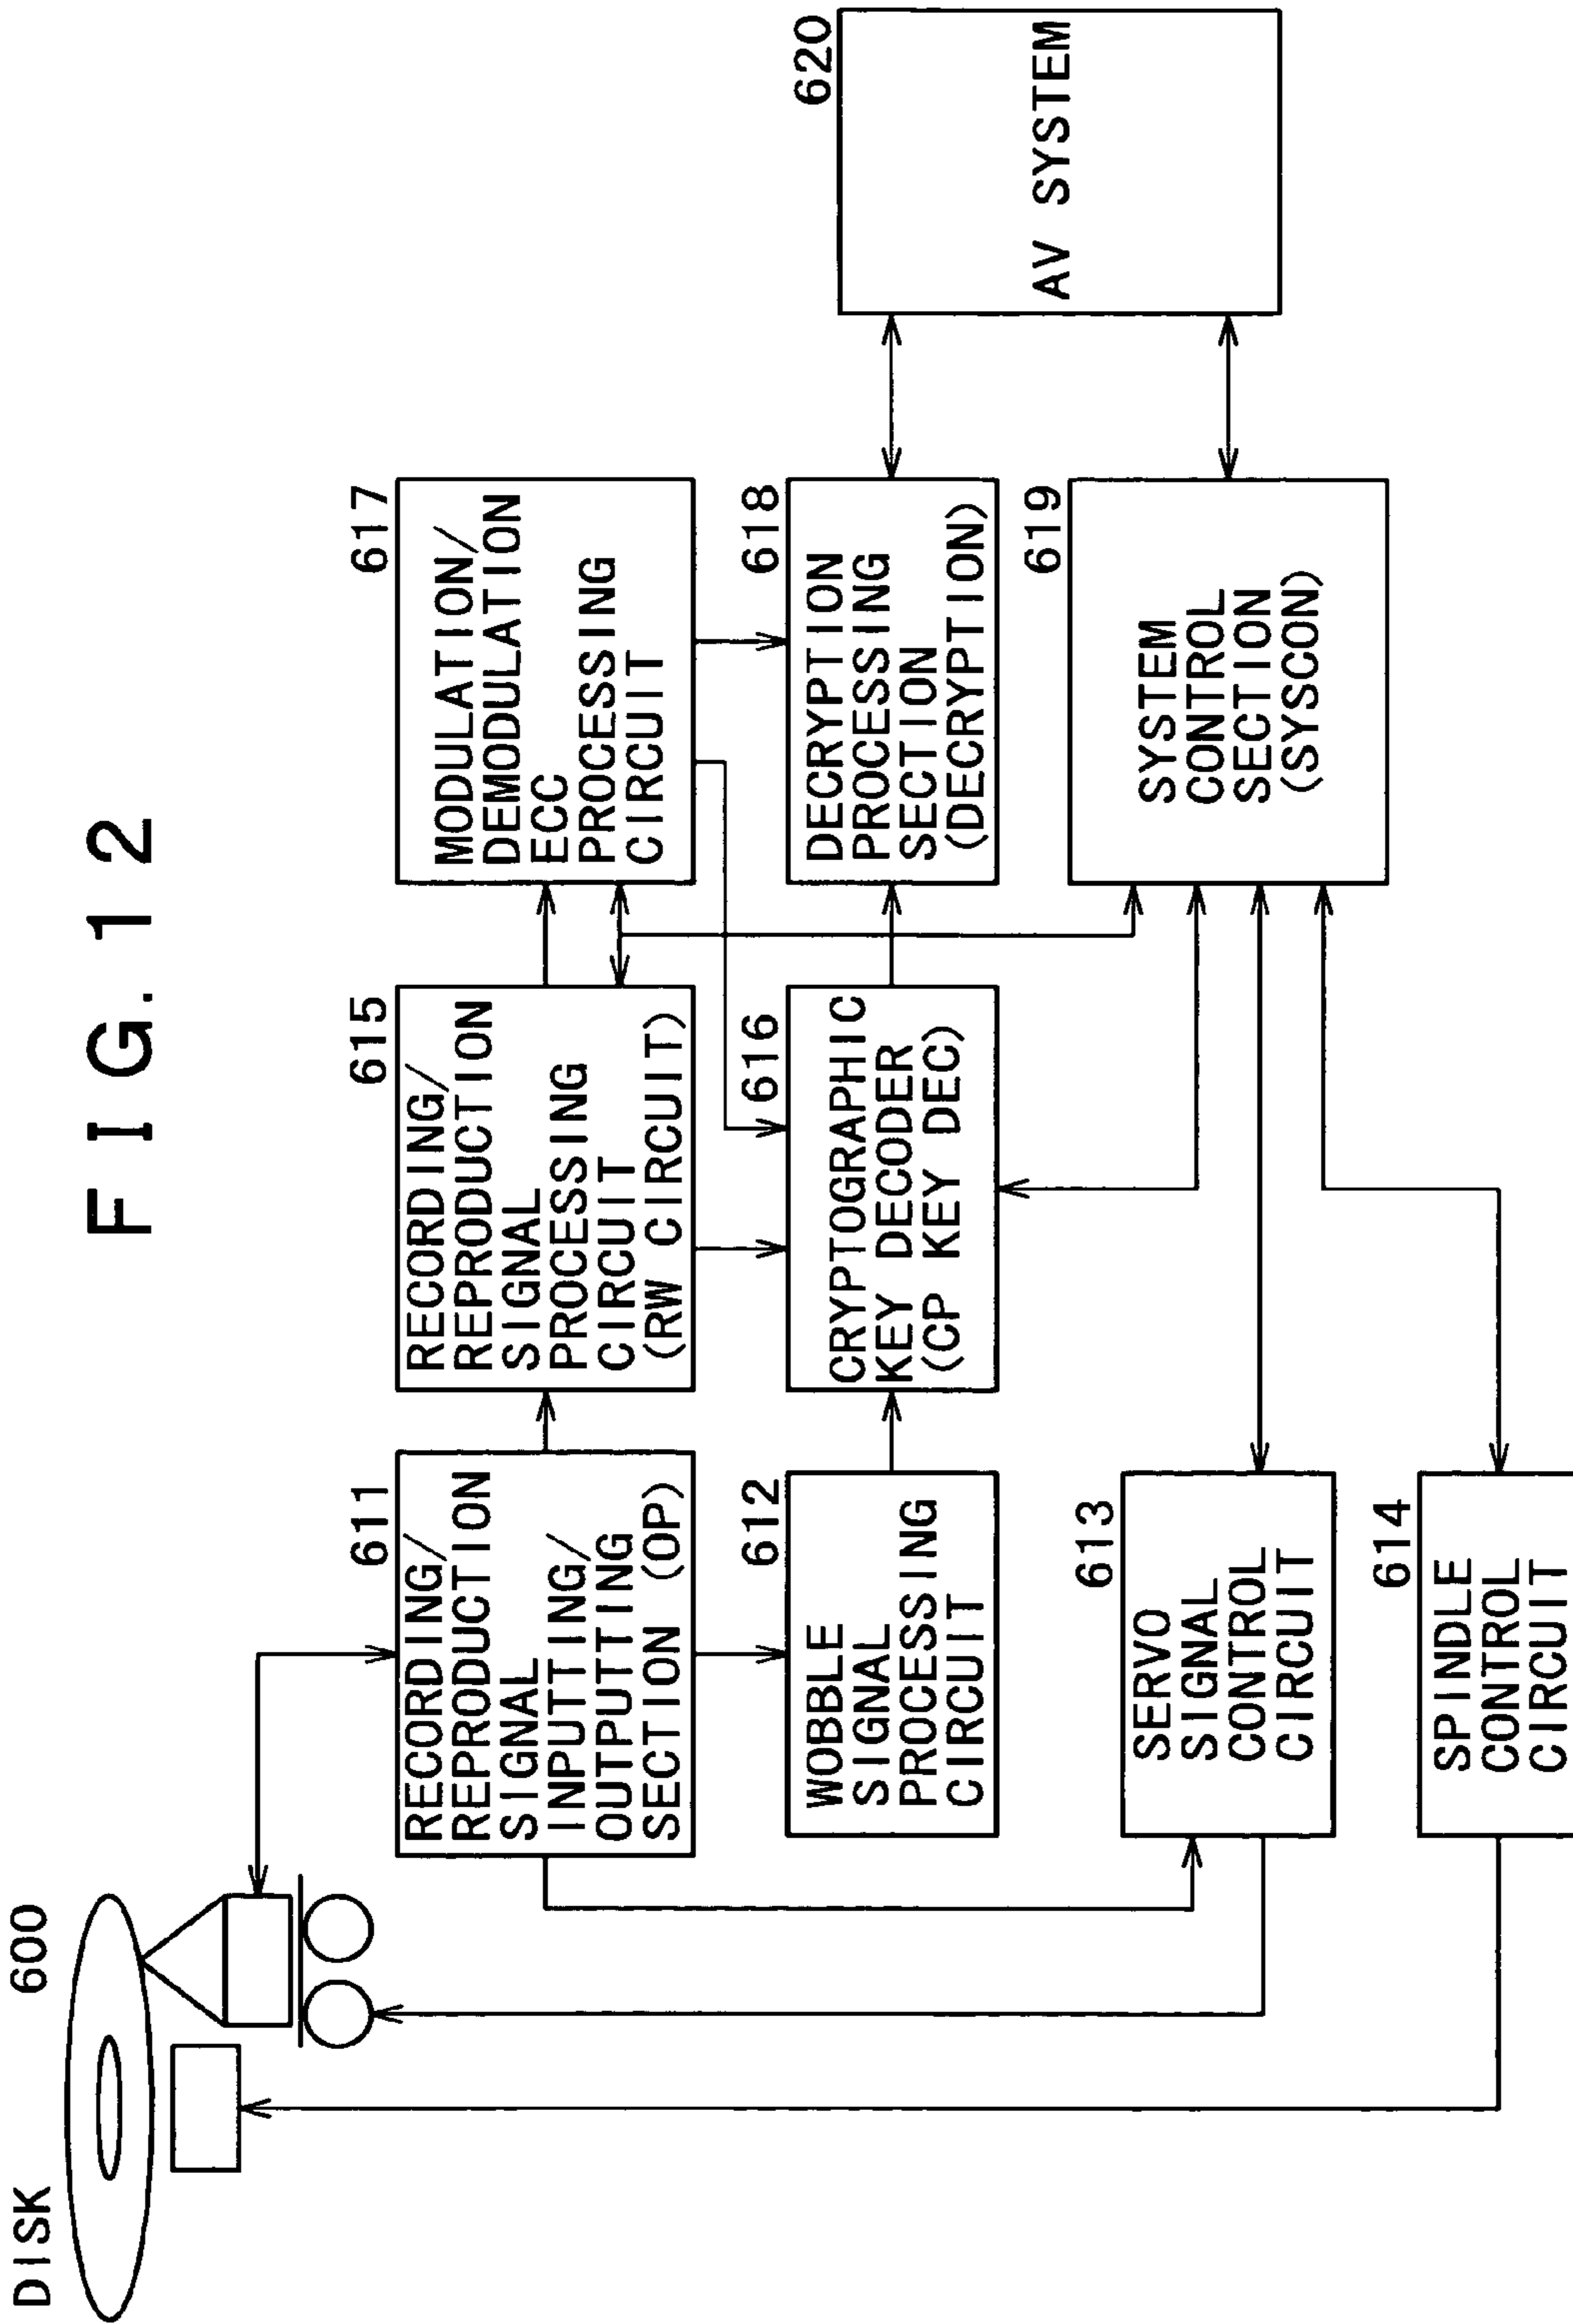 FIG.12
DISK
600
611
RECORDING/
REPRODUCTION
SIGNAL
INPUTTING/
OUTPUTTING
SECTION (OP)
615
RECORDING/
REPRODUCTION
SIGNAL
PROCESSING
CIRCUIT
(RW CIRCUIT)
617
MODULATION/
DEMODULATION
ECC
PROCESSING
CIRCUIT
612
WOBBLE
SIGNAL
PROCESSING
CIRCUIT
616
CRYPTOGRAPHIC
KEY DECODER
(CP KEY DEC)
618
DECRYPTION
PROCESSING
SECTION
(DECRYPTION)
620
AV SYSTEM
613
SERVO
SIGNAL
CONTROL
CIRCUIT
619
SYSTEM
CONTROL
SECTION
(SYSCON)
614
SPINDLE
CONTROL
CIRCUIT